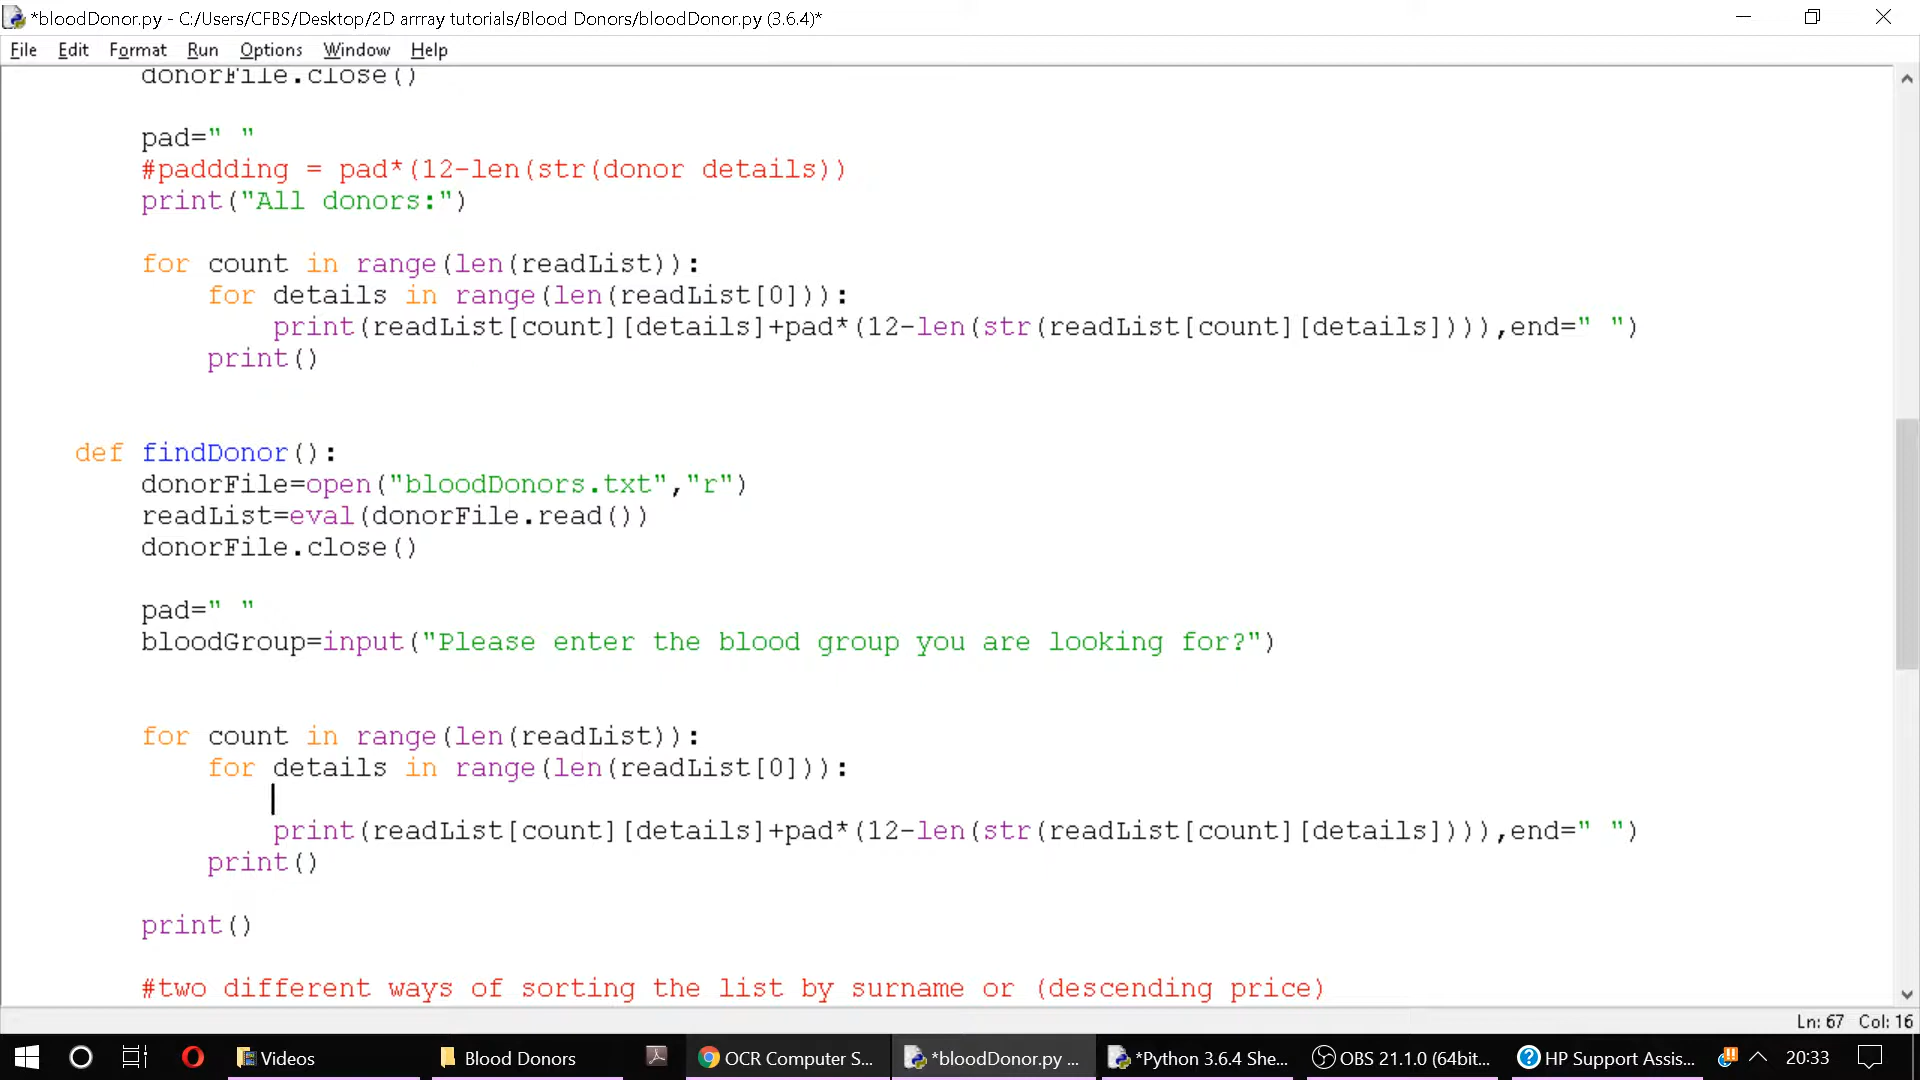 *bloodDonor.py - C:/Users/CFBS/Desktop/2D arrray tutorials/Blood Donors/bloodDonor.py (3.6.4)*
File Edit Format Run Options Window Help
donorFile.close()
pad=" "
#paddding = pad*(12-len(str(donor details))
print("All donors:")
for count in range(len(readList)):
for details in range(len(readList[0])):
print(readList[count][details]+pad*(12-len(str(readList[count][details]))),end=" ")
print()
def findDonor():
donorFile=open("bloodDonors.txt","r")
readList=eval(donorFile.read())
donorFile.close()
pad=" "
bloodGroup=input("Please enter the blood group you are looking for?")
for count in range(len(readList)):
for details in range(len(readList[0])):
print(readList[count][details]+pad*(12-len(str(readList[count][details]))),end=" ")
print()
print()
#two different ways of sorting the list by surname or (descending price)
Ln: 67 Col: 16
Videos Blood Donors OCR Computer S... *bloodDonor.py ... *Python 3.6.4 She... OBS 21.1.0 (64bit... HP Support Assis... 20:33